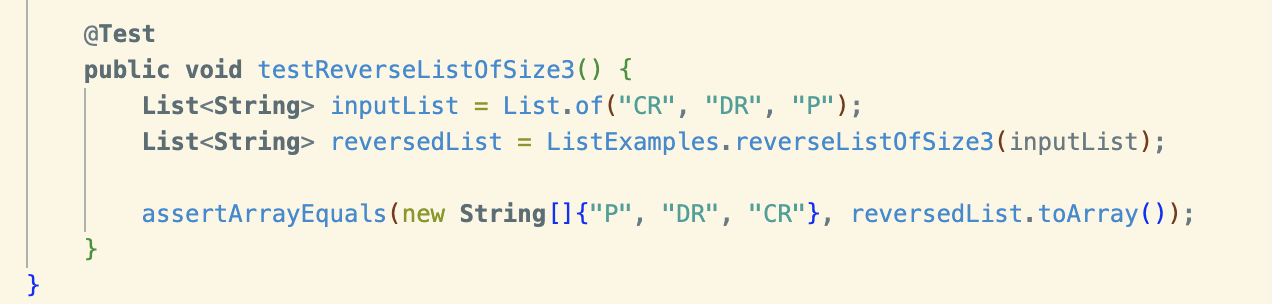 @Test
public void testReverseListOfSize3() {
List<String> inputList = List.of("CR", "DR", "P");
List<String> reversedList = ListExamples.reverseListOfSize3(inputList);
assertArrayEquals(new String[]{"P", "DR", "CR"}, reversedList.toArray());
}
}